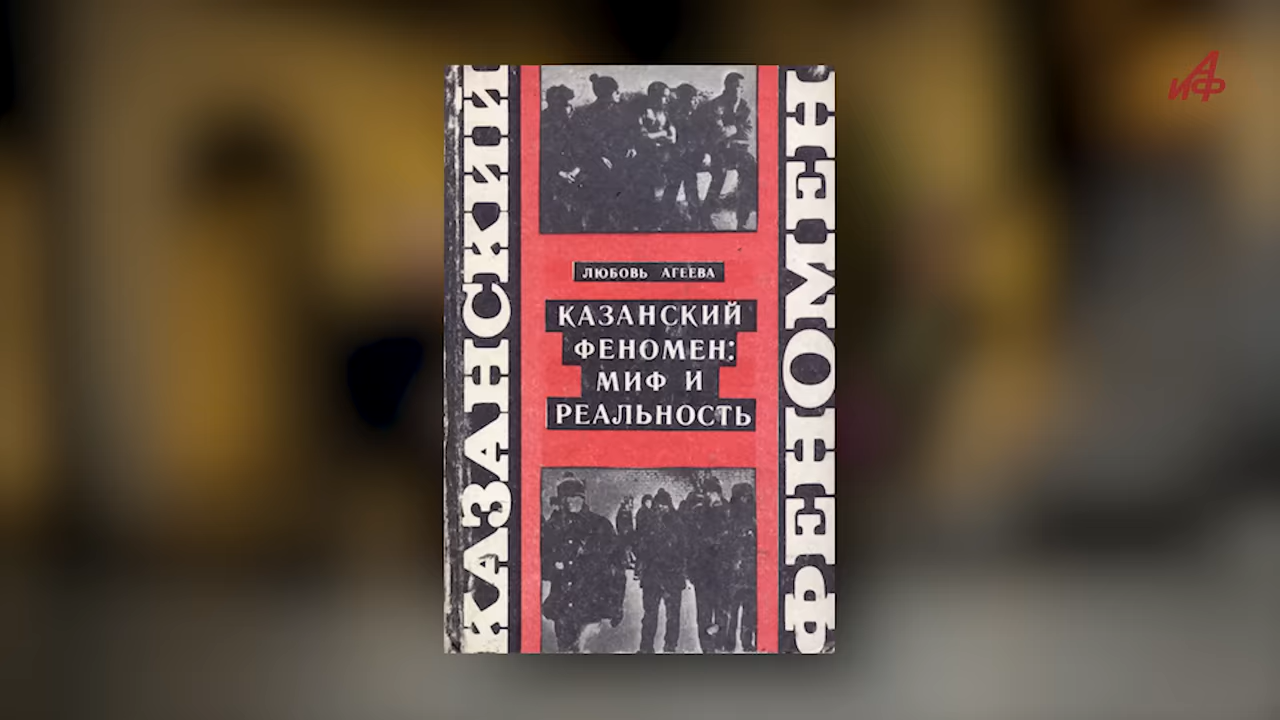 КАЗАНСКИЙ
ЛЮБОВЬ АГЕЕВА
КАЗАНСКИЙ
ФЕНОМЕН:
МИФ И
РЕАЛЬНОСТЬ
ФЕНОМЕН
АИФ